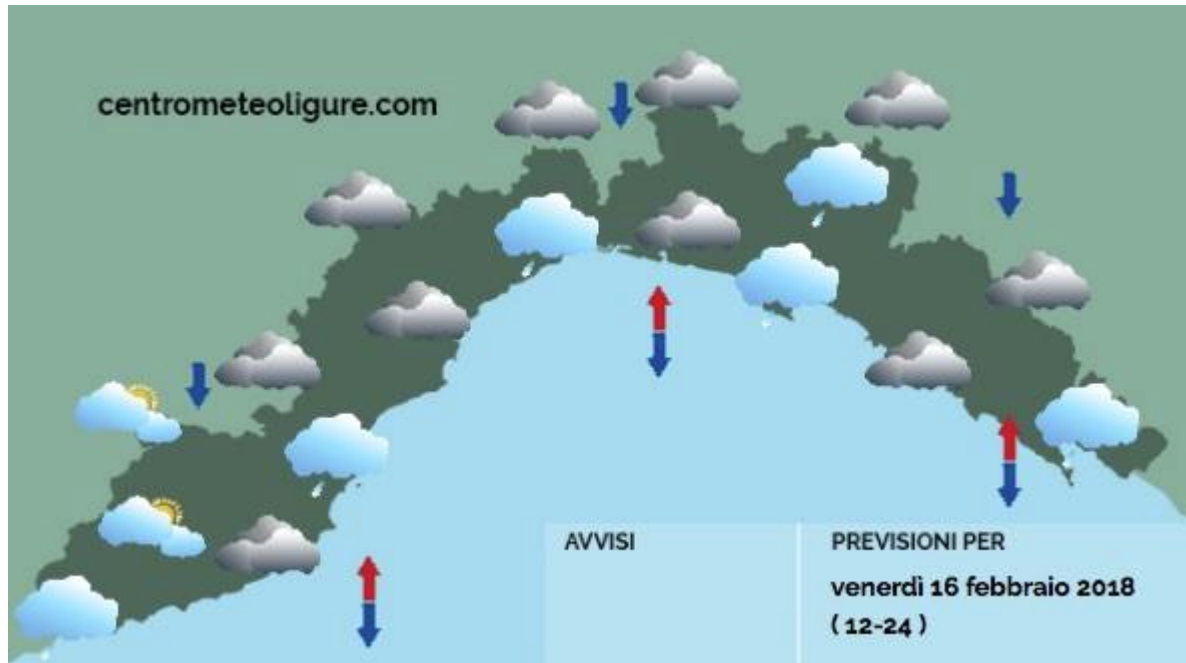 centrometeoligure.com
AVVISI
PREVISIONI PER
venerdì 16 febbraio 2018
( 12-24 )